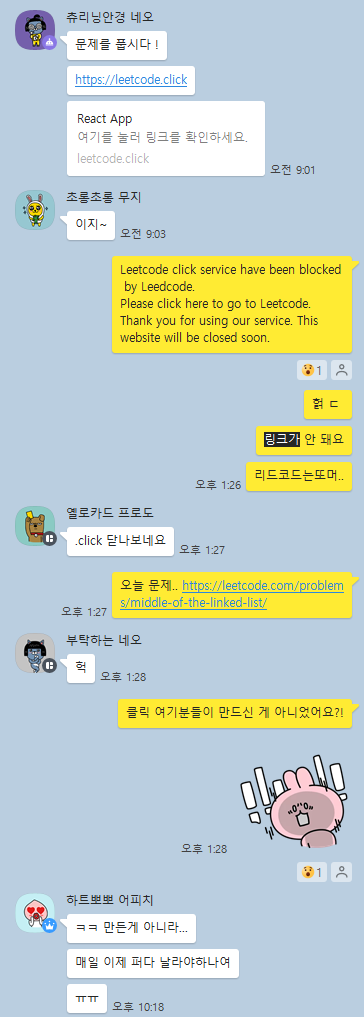 츄리닝안경 네오
문제를 풉시다 !
https://leetcode.click
React App
여기를 눌러 링크를 확인하세요.
leetcode.click
오전 9:01
초롱초롱 무지
이지~
오전 9:03
Leetcode click service have been blocked
by Leedcode.
Please click here to go to Leetcode.
Thank you for using our service. This
website will be closed soon.
1
헑 ㄷ
링크가 안 돼요
리드코드는또머..
오후 1:26
옐로카드 프로도
.click 닫나보네요
오후 1:27
오늘 문제.. https://leetcode.com/problem
s/middle-of-the-linked-list/
오후 1:27
부탁하는 네오
헉
오후 1:28
클릭 여기분들이 만드신 게 아니었어요?!
오후 1:28
1
하트뿅뿅 어피치
ㅋㅋ 만든게 아니라...
매일 이제 퍼다 날라야하나여
ㅠㅠ
오후 10:18